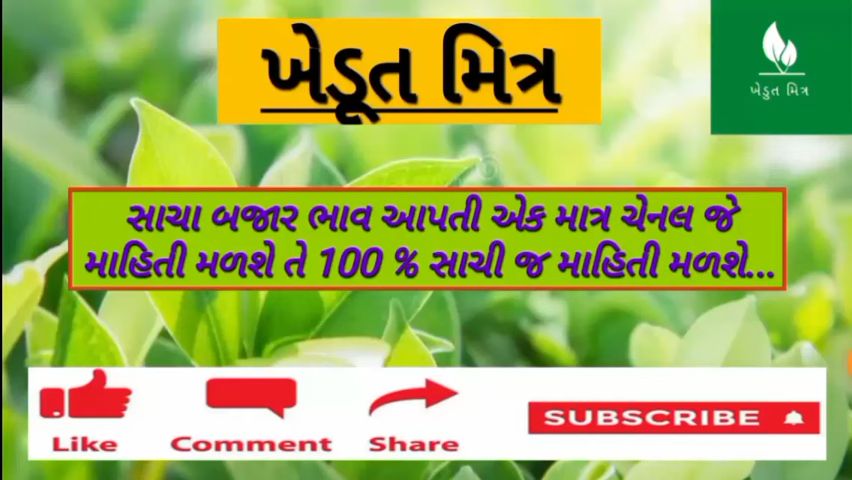 ખેડૂત મિત્ર
ખેડુત મિત્ર
સાચા બજાર ભાવ આપતી એક માત્ર ચેનલ જે
માહિતી મળશે તે 100 % સાચી જ માહિતી મળશે...
Like Comment Share SUBSCRIBE